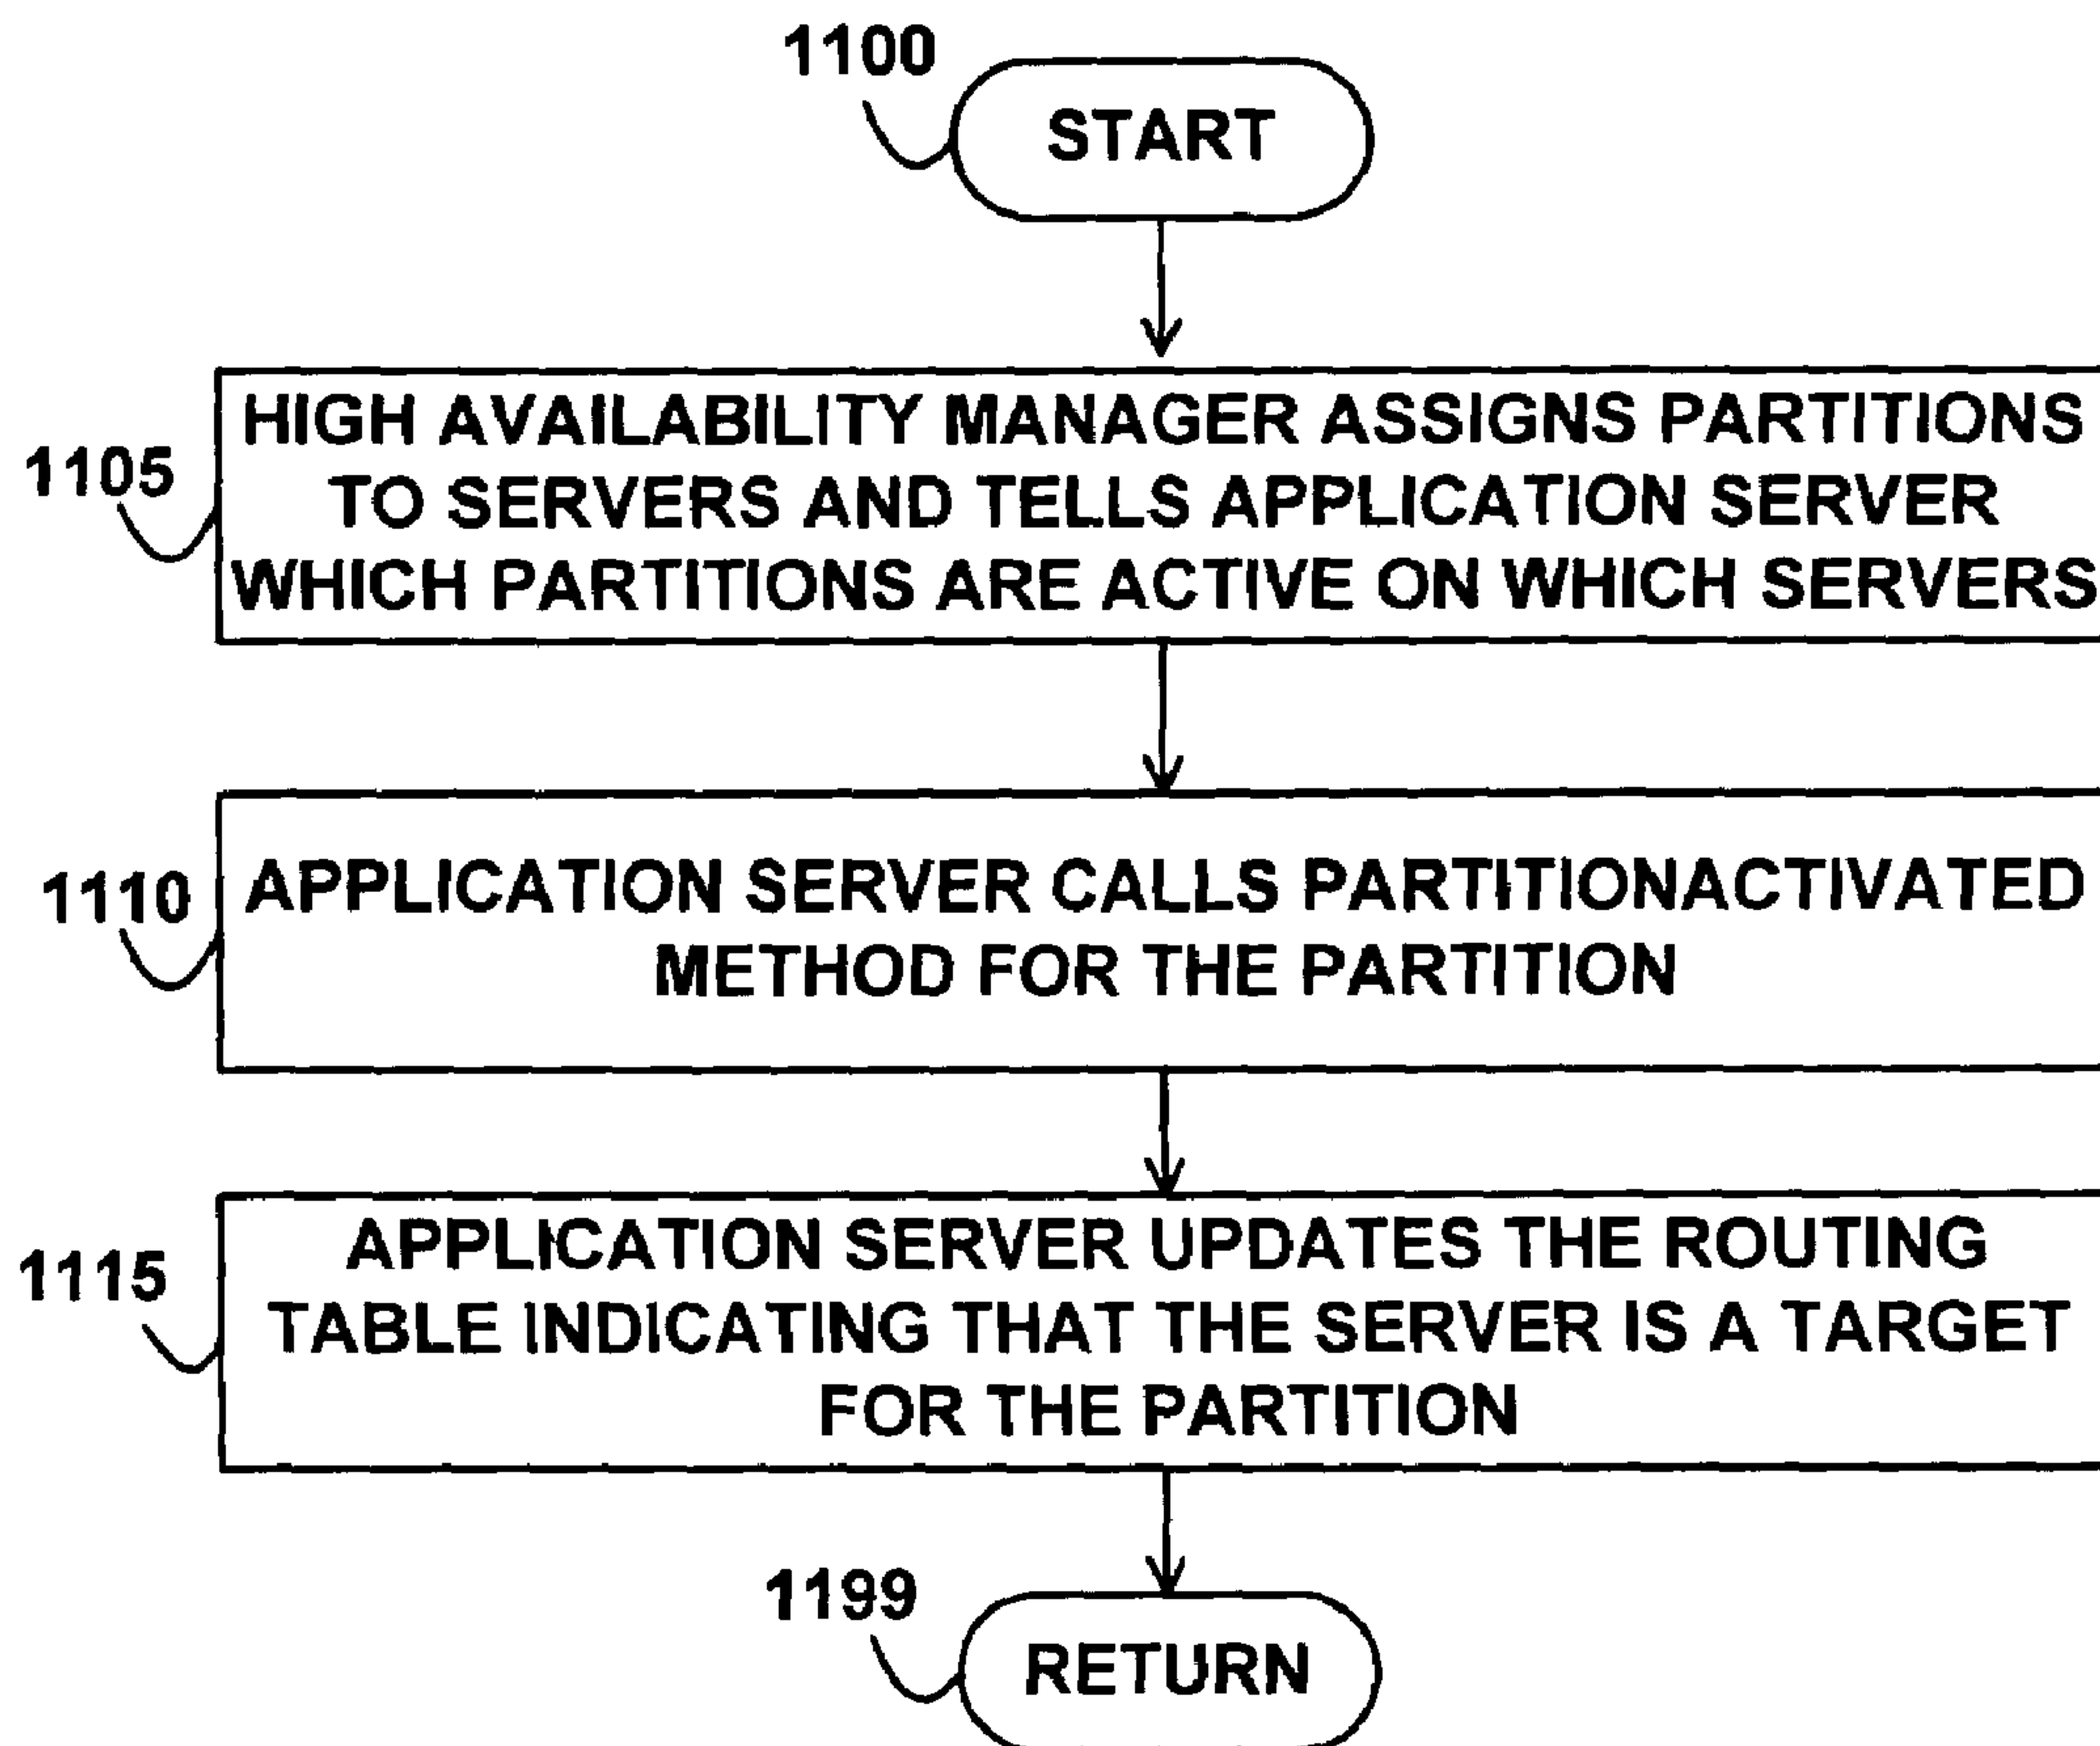 1100
START
1105
HIGH AVAILABILITY MANAGER ASSIGNS PARTITIONS
TO SERVERS AND TELLS APPLICATION SERVER
WHICH PARTITIONS ARE ACTIVE ON WHICH SERVERS
1110
APPLICATION SERVER CALLS PARTITIONACTIVATED
METHOD FOR THE PARTITION
1115
APPLICATION SERVER UPDATES THE ROUTING
TABLE INDICATING THAT THE SERVER IS A TARGET
FOR THE PARTITION
1199
RETURN